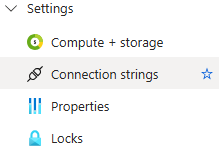 Settings
Compute + storage
Connection strings
Properties
Locks